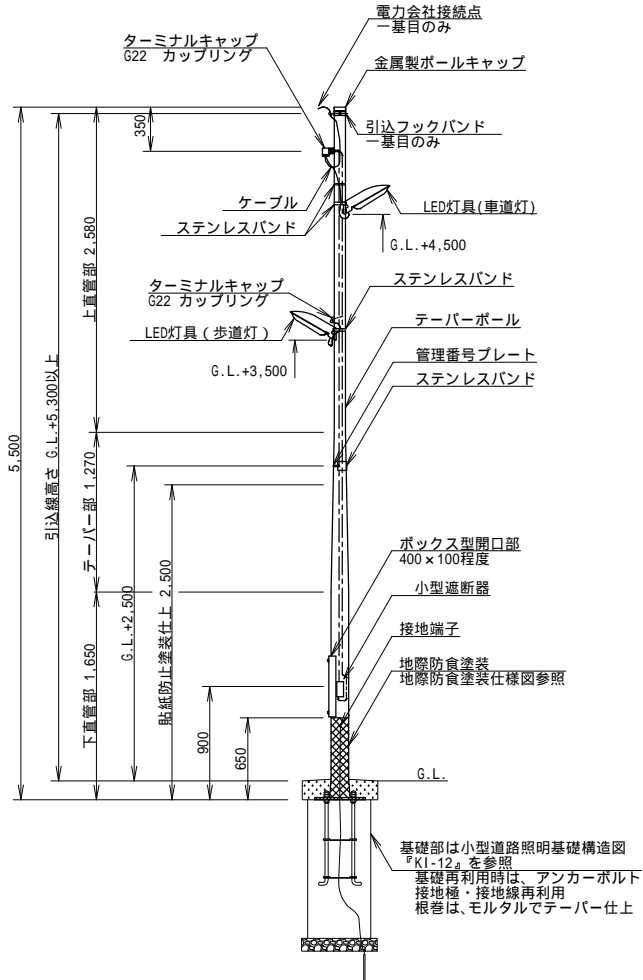 電力会社接続点
一基目のみ
ターミナルキャップ
G22 カップリング
金属製ポールキャップ
引込フックバンド
一基目のみ
350
ケーブル
ステンレスバンド
LED灯具(車道灯)
G.L.+4,500
上直管部 2,580
ターミナルキャップ
G22 カップリング
ステンレスバンド
LED灯具(歩道灯)
テーパーポール
G.L.+3,500
管理番号プレート
ステンレスバンド
5,500
引込線高さ G.L.+5,300以上
テーパー部 1,270
G.L.+2,500
貼紙防止塗装仕上 2,500
ボックス型開口部
400×100程度
小型遮断器
接地端子
地際防食塗装
地際防食塗装仕様図参照
下直管部 1,650
900
650
G.L.
基礎部は小型道路照明基礎構造図
『KI-12』を参照
基礎再利用時は、アンカーボルト
接地極・接地線再利用
根巻は、モルタルでテーパー仕上